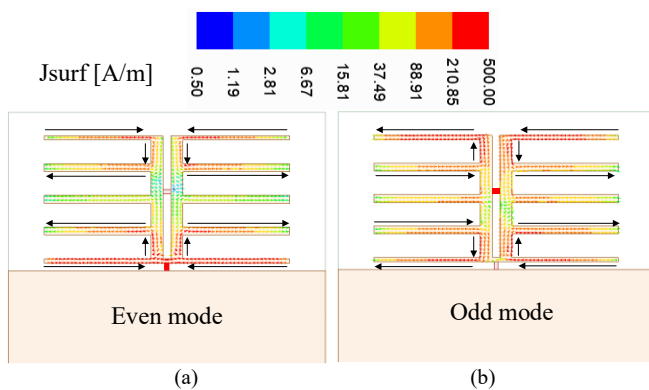 Jsurf [A/m]
0.50
1.19
2.81
6.67
15.81
37.49
88.91
210.85
500.00
Even mode
Odd mode
(a)
(b)